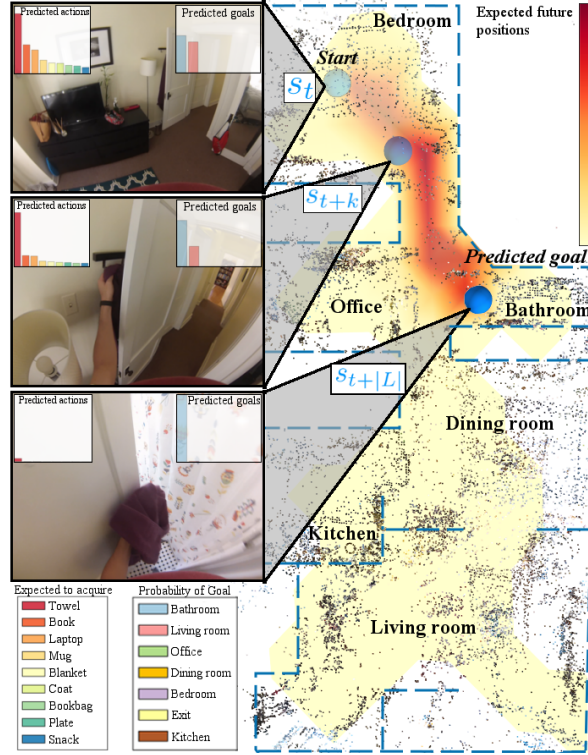 Predicted actions
Predicted goals
Bedroom
Expected future
positions
Start
s_t
Predicted actions
Predicted goals
s_{t+k}
Predicted goal
Office
Bathroom
s_{t+|L|}
Predicted actions
Predicted goals
Dining room
Kitchen
Living room
Expected to acquire
Towel
Book
Laptop
Mug
Blanket
Coat
Bookbag
Plate
Snack
Probability of Goal
Bathroom
Living room
Office
Dining room
Bedroom
Exit
Kitchen